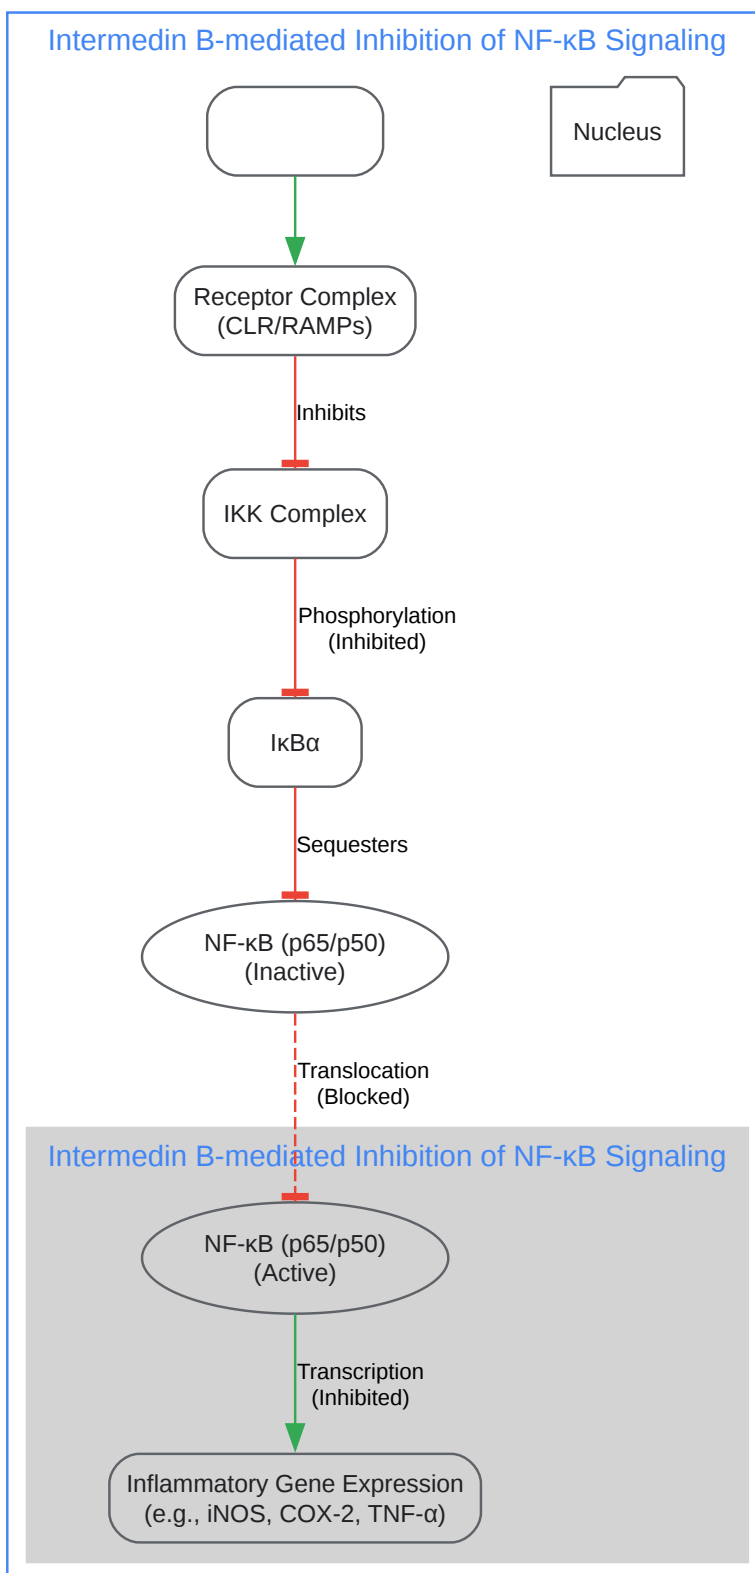 Intermedin B-mediated Inhibition of NF-κB Signaling
Nucleus
Receptor Complex
(CLR/RAMPs)
Inhibits
IKK Complex
Phosphorylation
(Inhibited)
IκBα
Sequesters
NF-κB (p65/p50)
(Inactive)
Translocation
(Blocked)
Intermedin B-mediated Inhibition of NF-κB Signaling
NF-κB (p65/p50)
(Active)
Transcription
(Inhibited)
Inflammatory Gene Expression
(e.g., iNOS, COX-2, TNF-α)